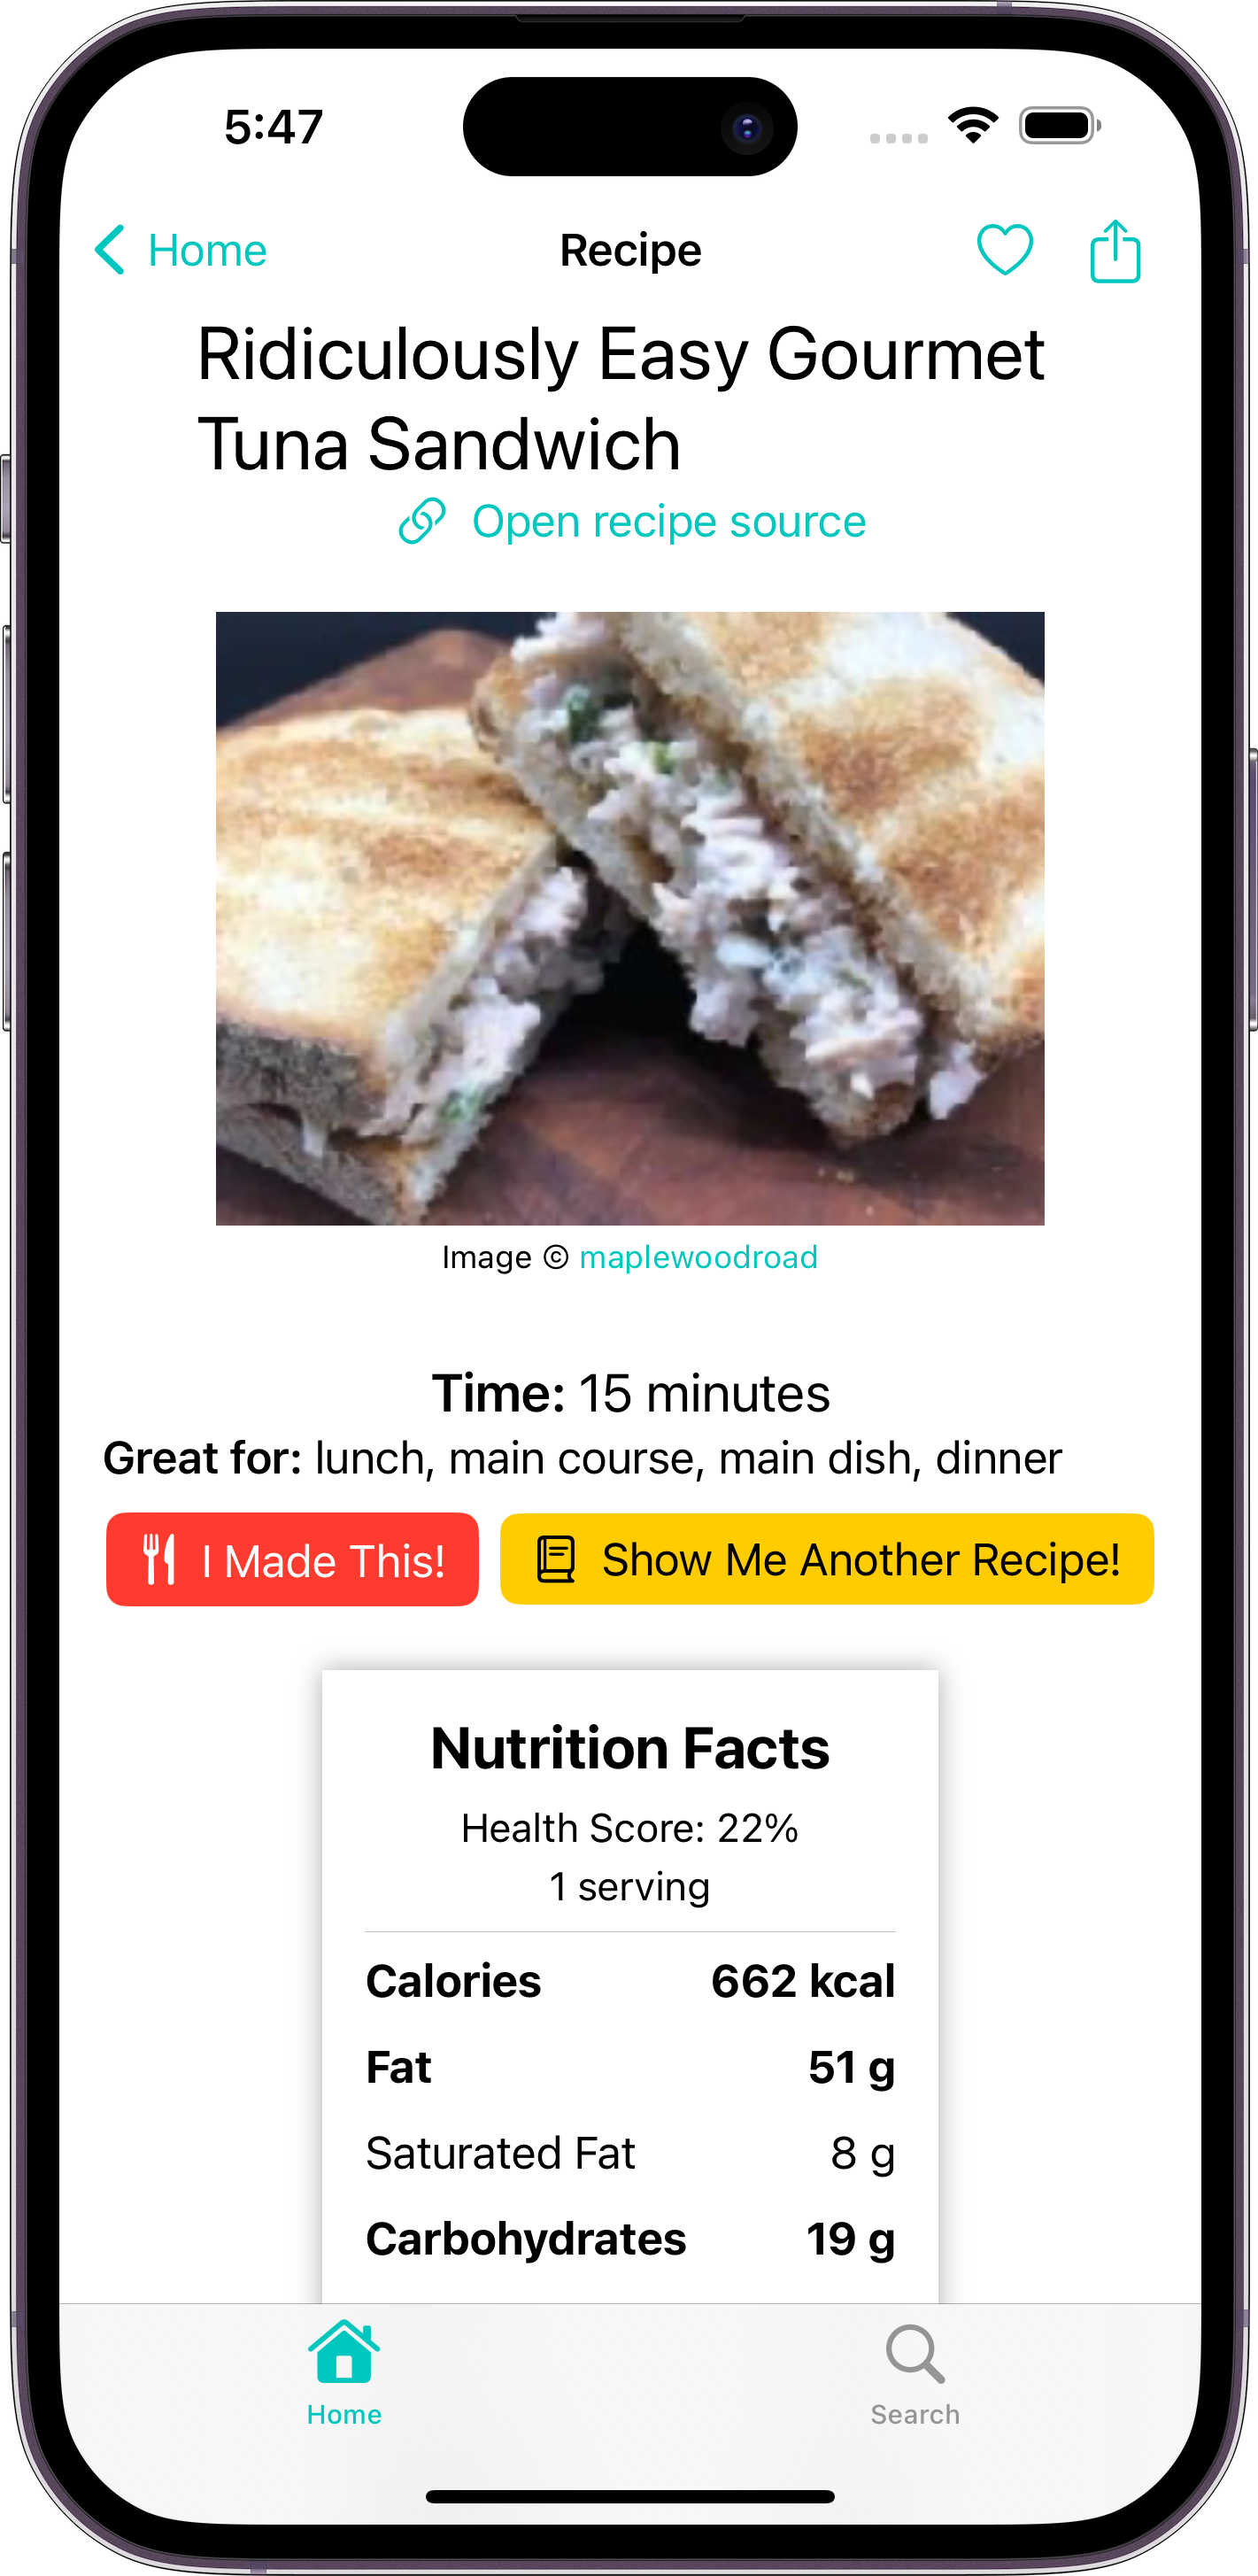 5:47
Home
Recipe
Ridiculously Easy Gourmet
Tuna Sandwich
Open recipe source
Image © maplewoodroad
Time: 15 minutes
Great for: lunch, main course, main dish, dinner
I Made This!
Show Me Another Recipe!
Nutrition Facts
Health Score: 22%
1 serving
Calories 662 kcal
Fat 51 g
Saturated Fat 8 g
Carbohydrates 19 g
Home
Search